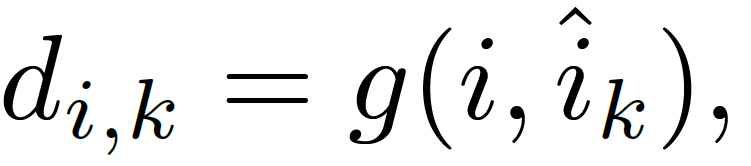 $d_{i,k} = g(i, \hat{i}_k),$